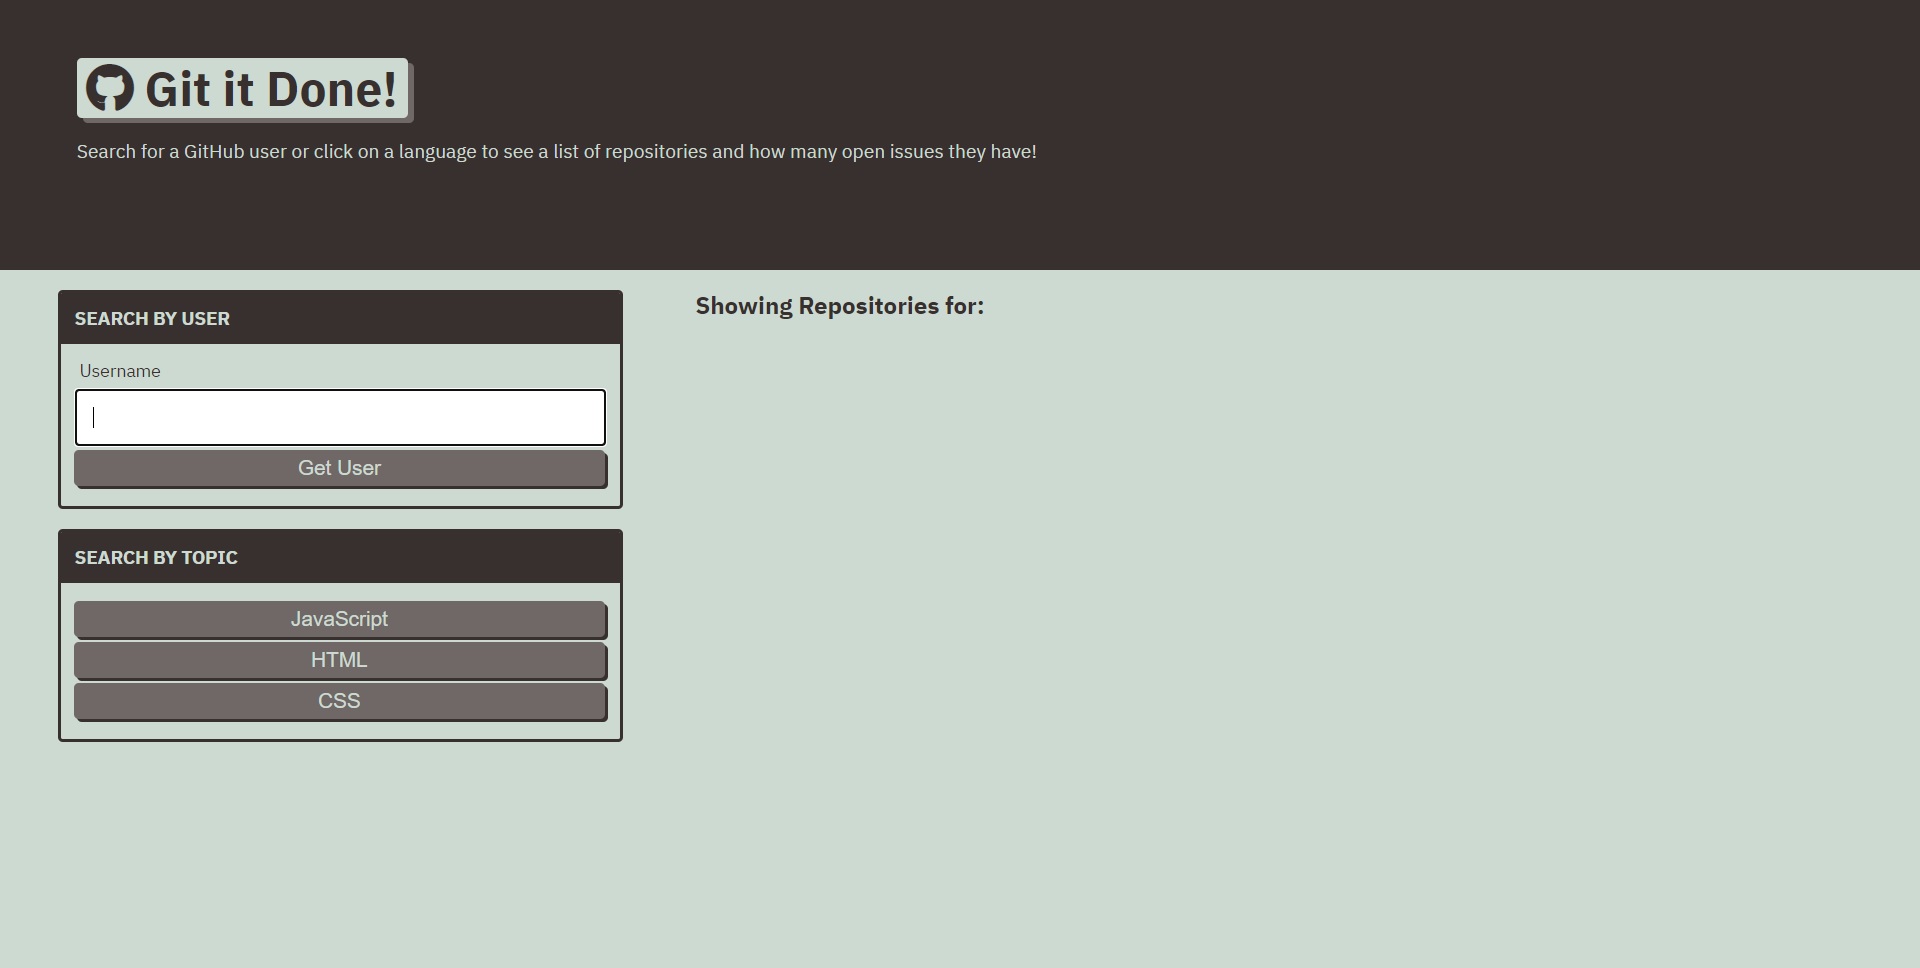 Git it Done!
Search for a GitHub user or click on a language to see a list of repositories and how many open issues they have!
SEARCH BY USER
Username
Get User
SEARCH BY TOPIC
JavaScript
HTML
CSS
Showing Repositories for: